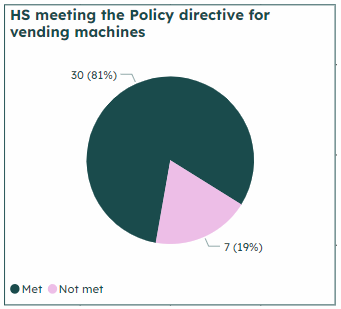 HS meeting the Policy directive for
vending machines
30 (81%)
7 (19%)
Met Not met